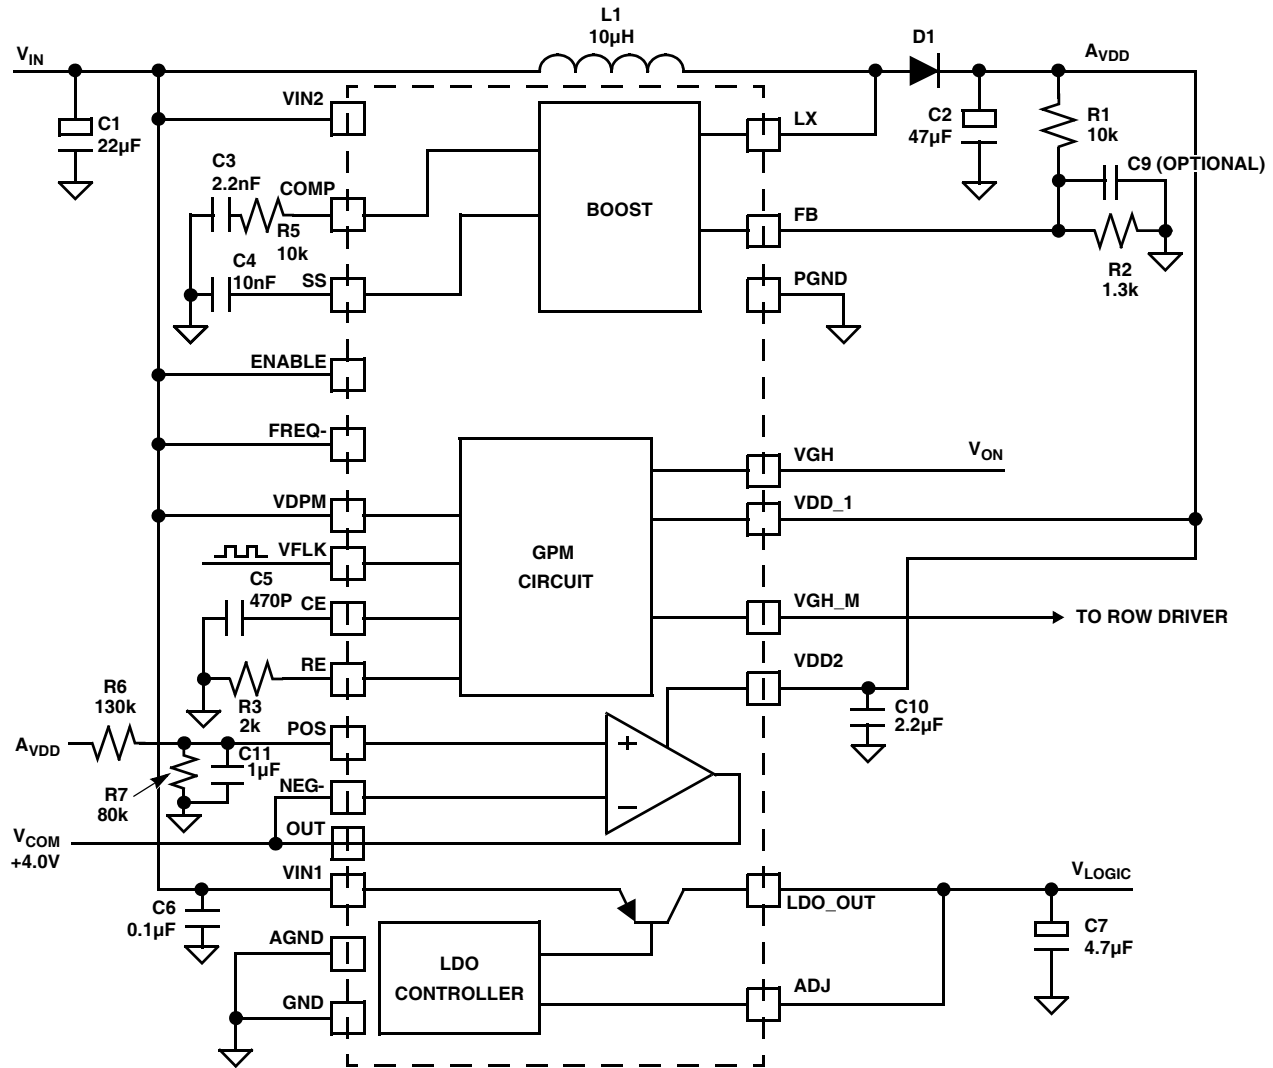 L1
10µH
D1
VIN
AVDD
VIN2
LX
C1
22µF
C2
47µF
R1
10k
C9 (OPTIONAL)
C3
2.2nF
COMP
BOOST
FB
R5
10k
R2
1.3k
C4
10nF
SS
PGND
ENABLE
FREQ-
VGH
VON
VDPM
VDD_1
VFLK
GPM
CIRCUIT
C5
470P
CE
VGH_M
TO ROW DRIVER
RE
VDD2
R6
130k
R3
2k
C10
2.2µF
POS
AVDD
+
C11
1µF
R7
80k
NEG-
–
OUT
VCOM
+4.0V
VIN1
VLOGIC
LDO_OUT
C6
0.1µF
C7
4.7µF
AGND
LDO
CONTROLLER
ADJ
GND